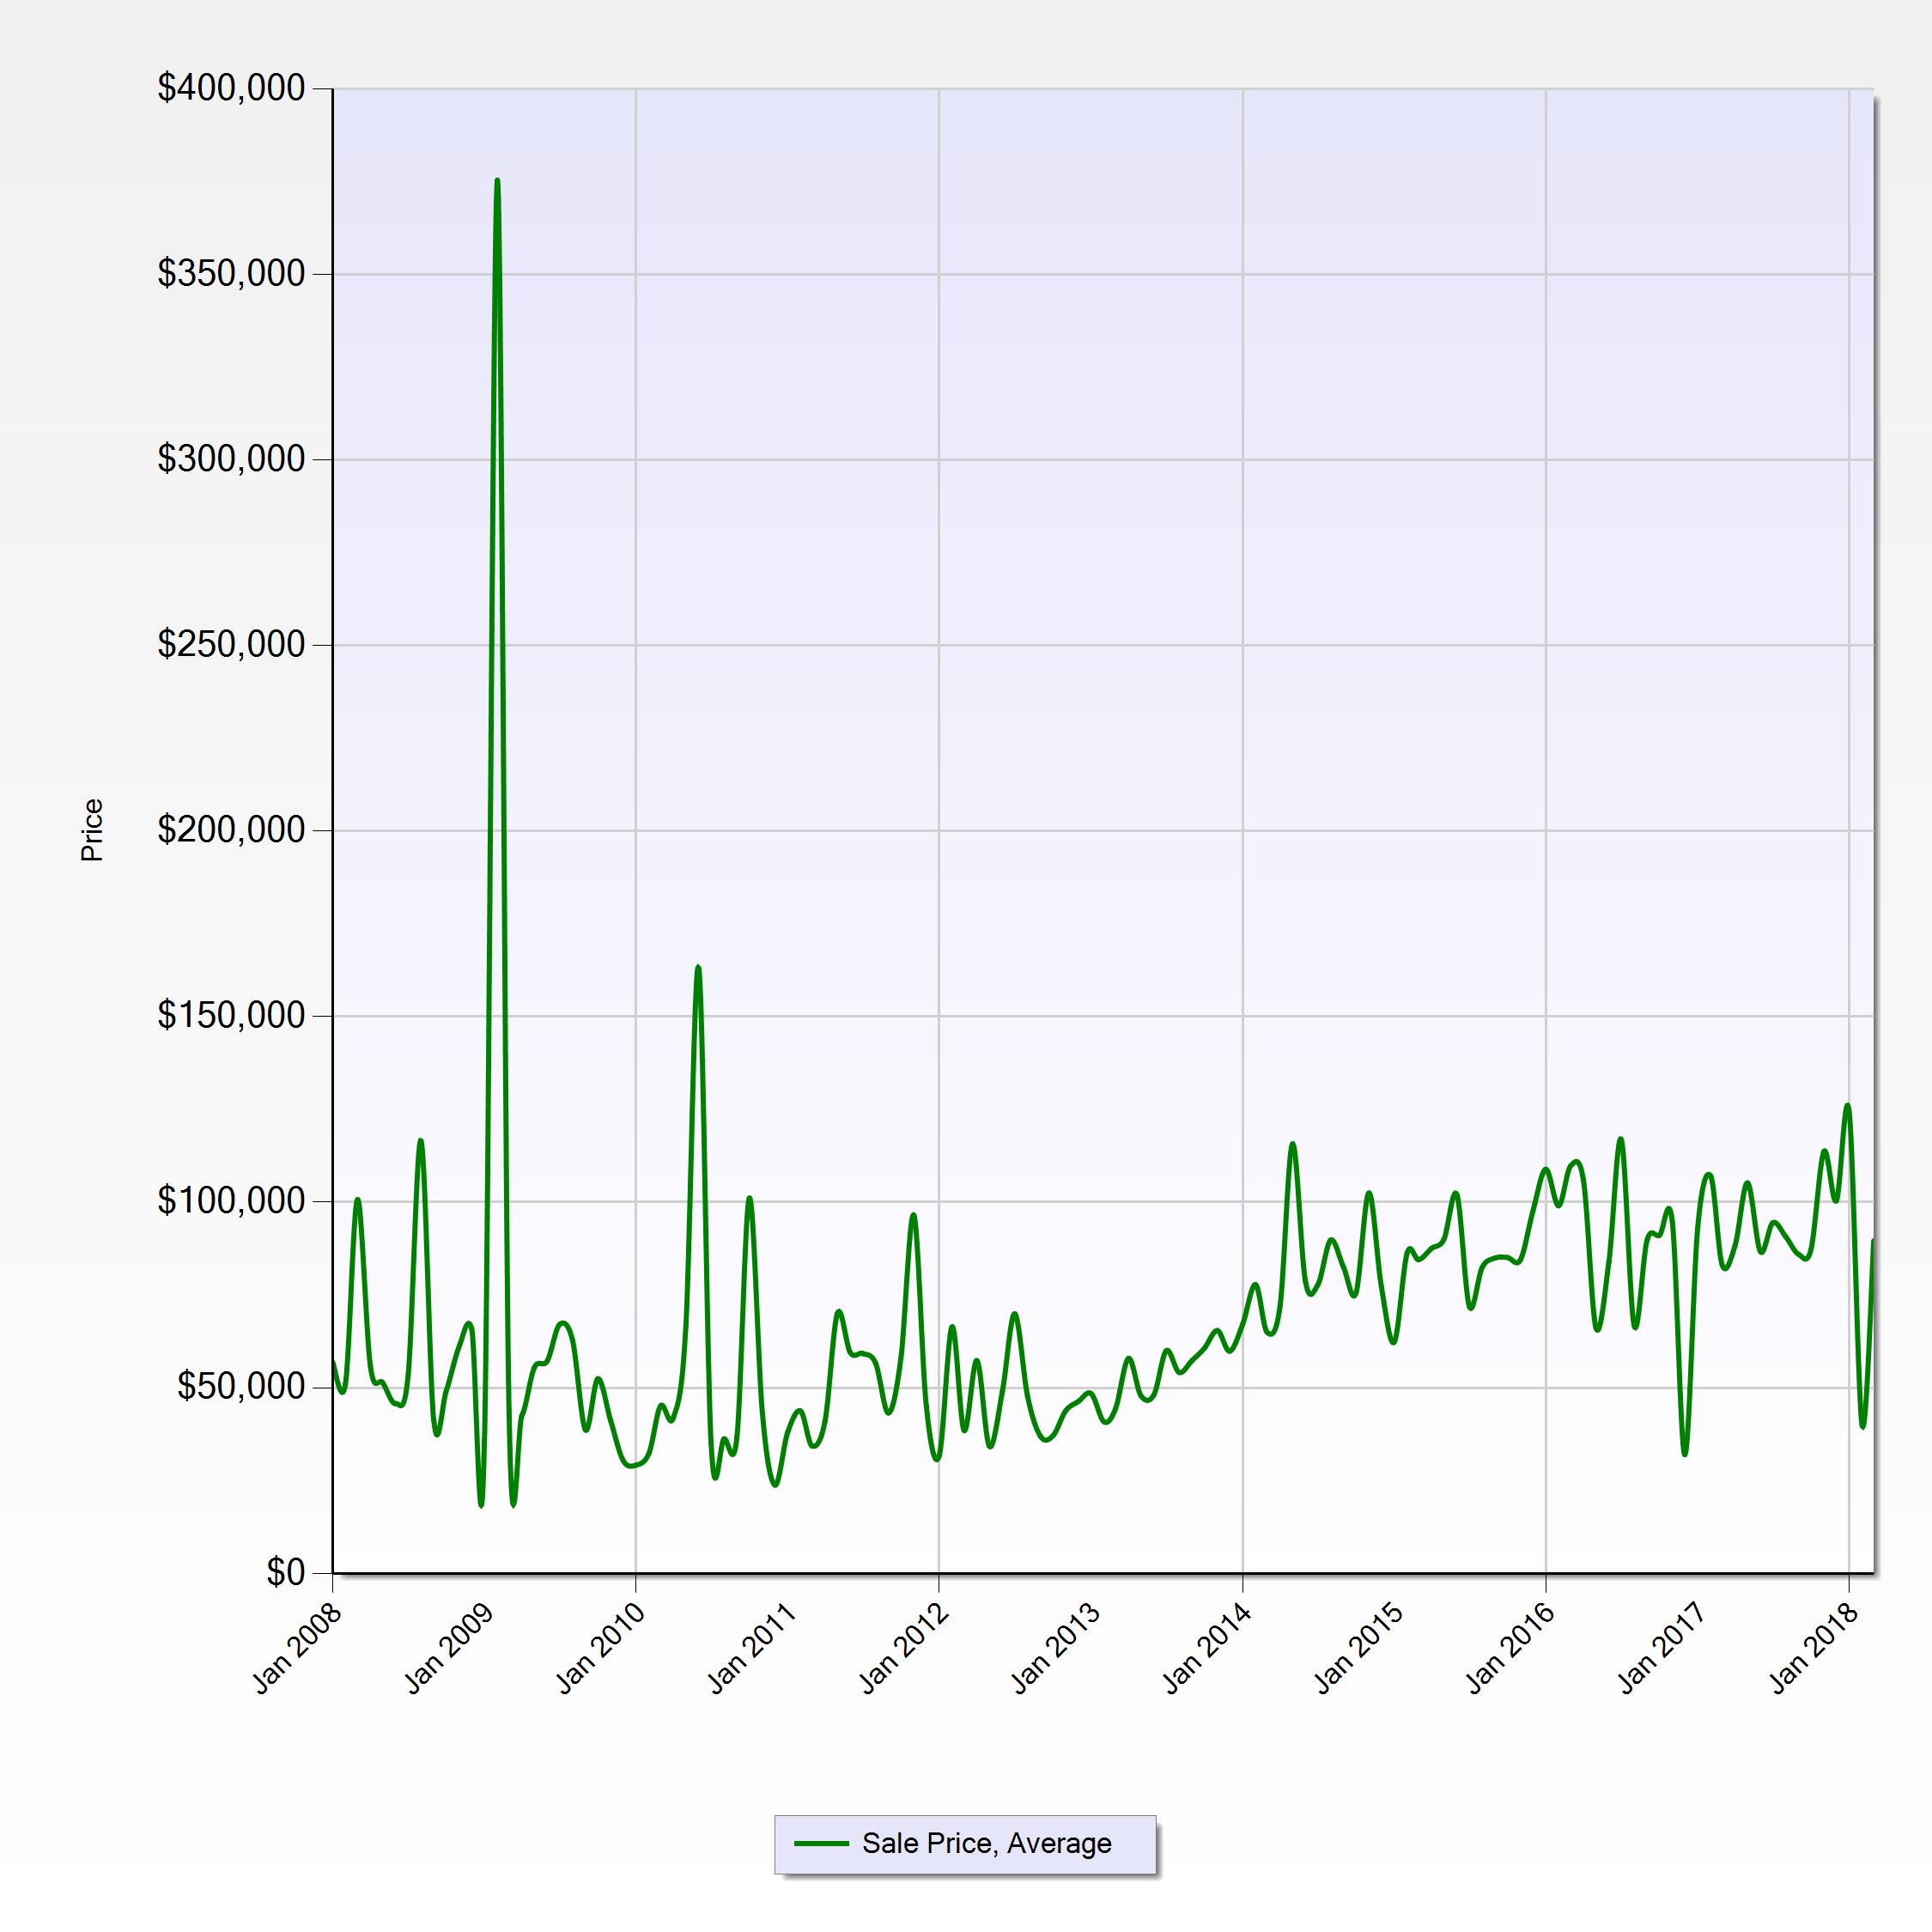 $400,000
$350,000
$300,000
$250,000
$200,000
$150,000
$100,000
$50,000
$0
Price
Jan 2008
Jan 2009
Jan 2010
Jan 2011
Jan 2012
Jan 2013
Jan 2014
Jan 2015
Jan 2016
Jan 2017
Jan 2018
Sale Price, Average